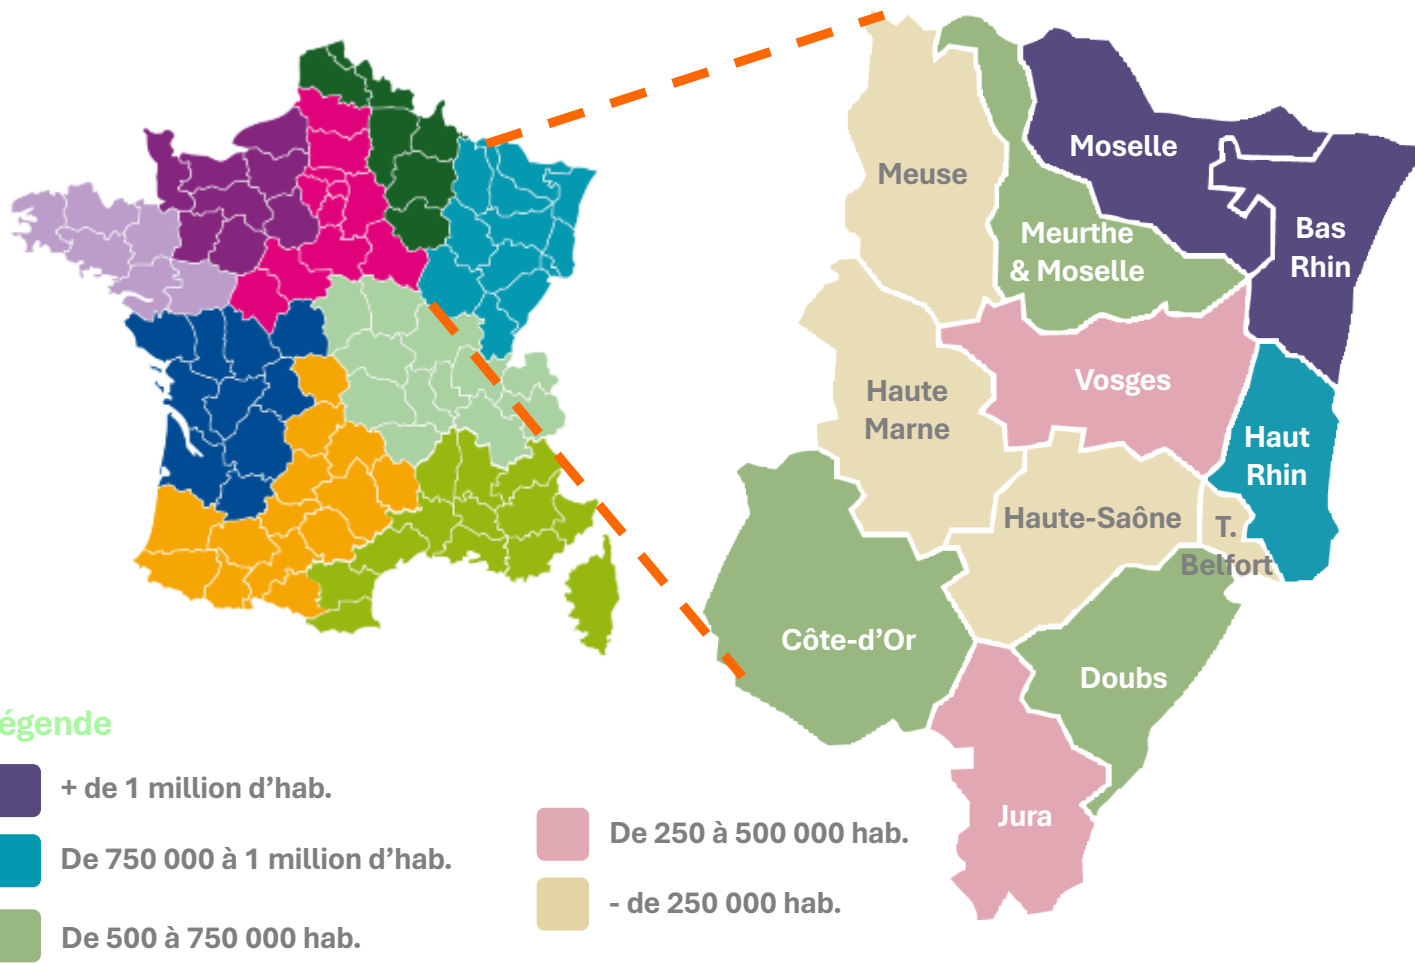 Moselle
Meuse
Bas
Rhin
Meurthe
& Moselle
Vosges
Haute
Marne
Haut
Rhin
Haute-Saône
T.
Belfort
Côte-d’Or
Doubs
Jura
égende
+ de 1 million d’hab.
De 750 000 à 1 million d’hab.
De 500 à 750 000 hab.
De 250 à 500 000 hab.
- de 250 000 hab.